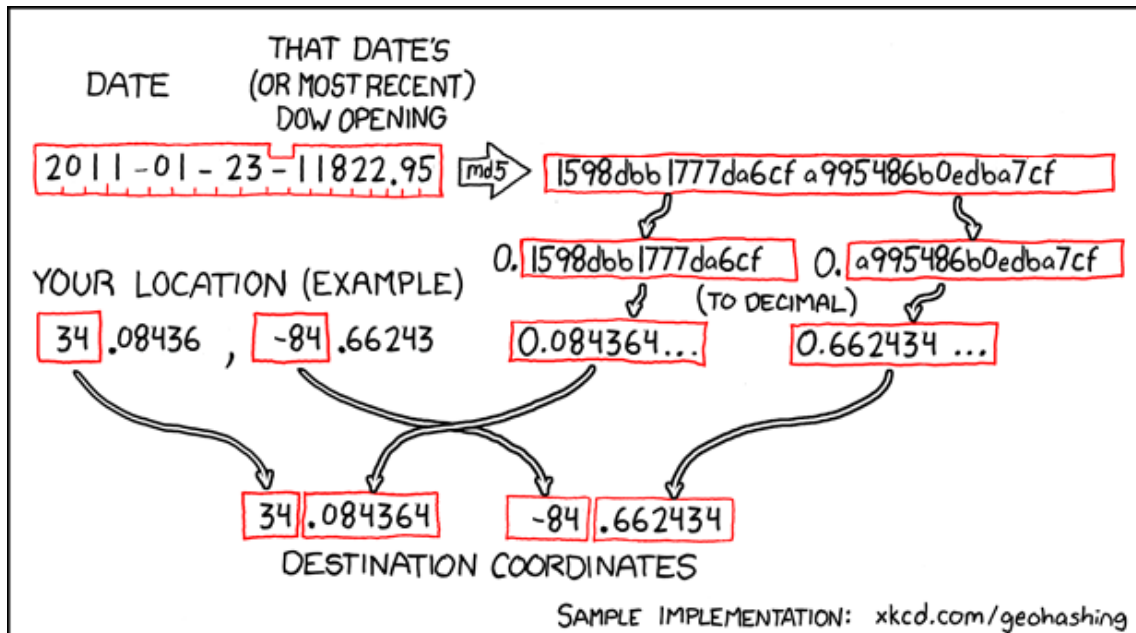 DATE
THAT DATE'S
(OR MOST RECENT)
DOW OPENING
2011-01-23-11822.95
md5
1598dbb1777da6cfa995486b0edba7cf
0.1598dbb1777da6cf
0.a995486b0edba7cf
(TO DECIMAL)
0.084364...
0.662434...
YOUR LOCATION (EXAMPLE)
34.08436, -84.66243
34.084364
-84.662434
DESTINATION COORDINATES
SAMPLE IMPLEMENTATION: xkcd.com/geohashing